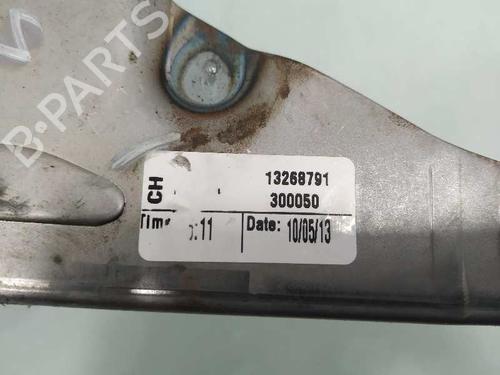 B-PARTS
CH
13268791
300050
Time :11 Date: 10/05/13